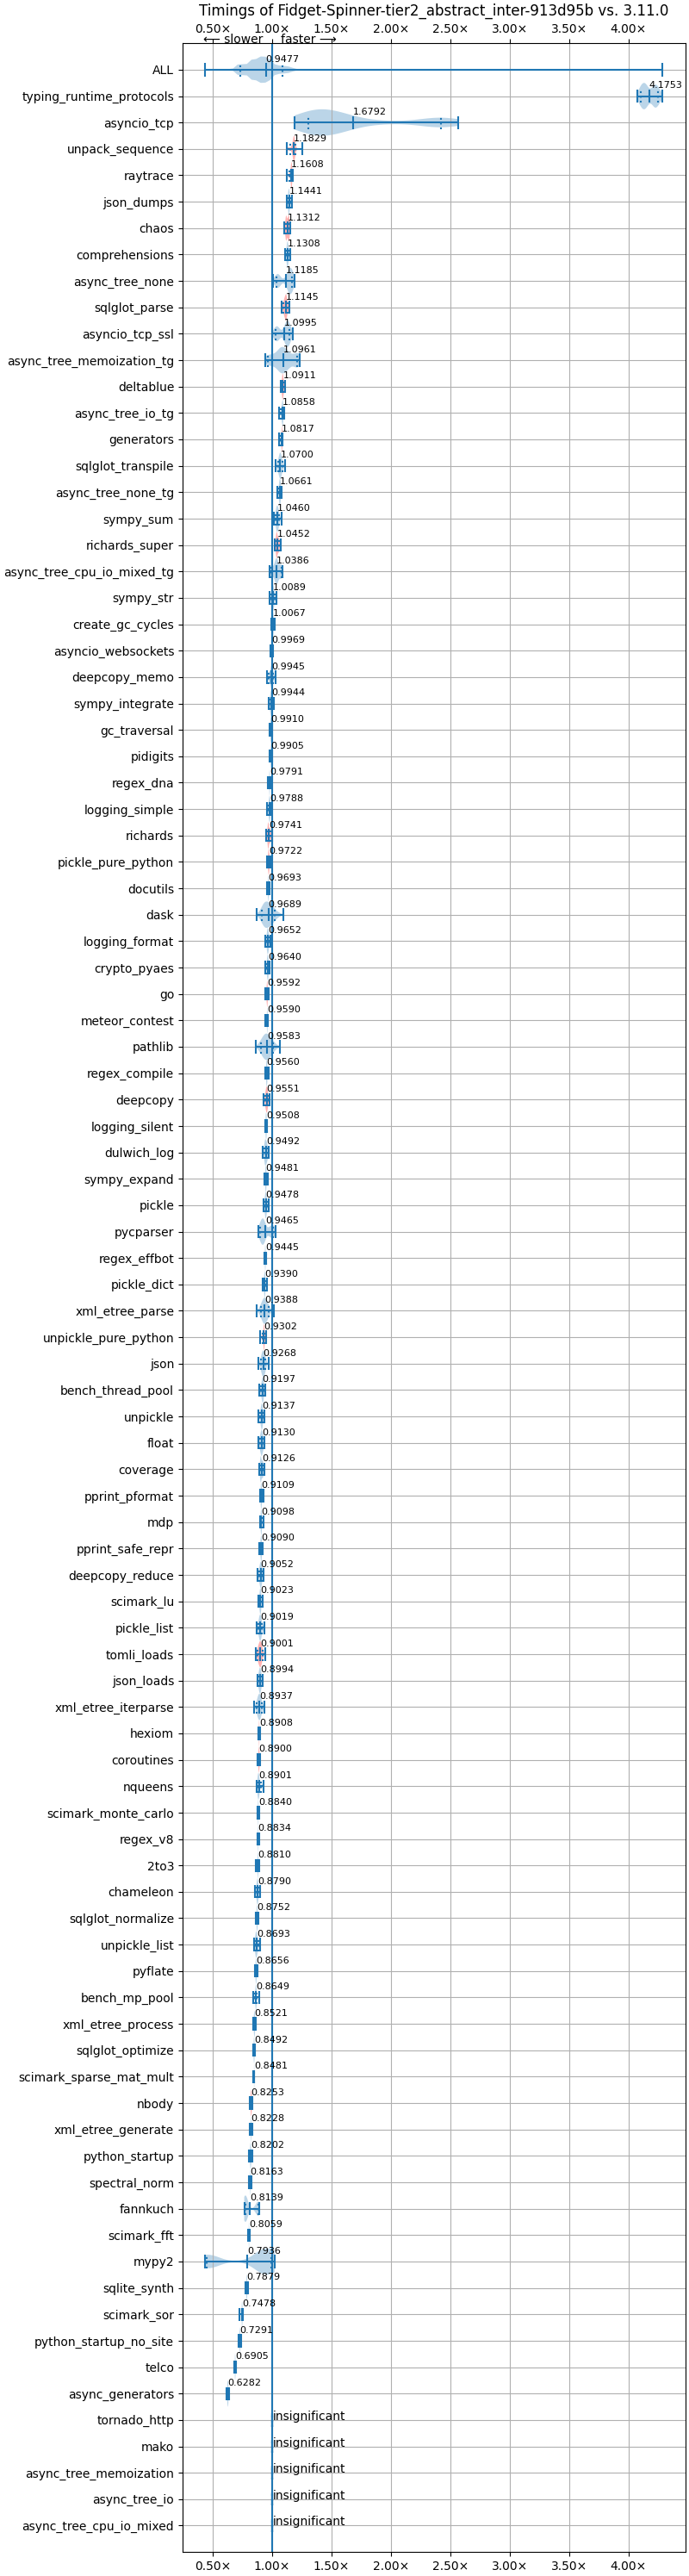 Timings of Fidget-Spinner-tier2_abstract_inter-913d95b vs. 3.11.0
0.50× 1.00× 1.50× 2.00× 2.50× 3.00× 3.50× 4.00×
⟵ slower faster ⟶
ALL 0.9477
typing_runtime_protocols 4.1753
asyncio_tcp 1.6792
unpack_sequence 1.1829
raytrace 1.1608
json_dumps 1.1441
chaos 1.1312
comprehensions 1.1308
async_tree_none 1.1185
sqlglot_parse 1.1145
asyncio_tcp_ssl 1.0995
async_tree_memoization_tg 1.0961
deltablue 1.0911
async_tree_io_tg 1.0858
generators 1.0817
sqlglot_transpile 1.0700
async_tree_none_tg 1.0661
sympy_sum 1.0460
richards_super 1.0452
async_tree_cpu_io_mixed_tg 1.0386
sympy_str 1.0089
create_gc_cycles 1.0067
asyncio_websockets 0.9969
deepcopy_memo 0.9945
sympy_integrate 0.9944
gc_traversal 0.9910
pidigits 0.9905
regex_dna 0.9791
logging_simple 0.9788
richards 0.9741
pickle_pure_python 0.9722
docutils 0.9693
dask 0.9689
logging_format 0.9652
crypto_pyaes 0.9640
go 0.9592
meteor_contest 0.9590
pathlib 0.9583
regex_compile 0.9560
deepcopy 0.9551
logging_silent 0.9508
dulwich_log 0.9492
sympy_expand 0.9481
pickle 0.9478
pycparser 0.9465
regex_effbot 0.9445
pickle_dict 0.9390
xml_etree_parse 0.9388
unpickle_pure_python 0.9302
json 0.9268
bench_thread_pool 0.9197
unpickle 0.9137
float 0.9130
coverage 0.9126
pprint_pformat 0.9109
mdp 0.9098
pprint_safe_repr 0.9090
deepcopy_reduce 0.9052
scimark_lu 0.9023
pickle_list 0.9019
tomli_loads 0.9001
json_loads 0.8994
xml_etree_iterparse 0.8937
hexiom 0.8908
coroutines 0.8900
nqueens 0.8901
scimark_monte_carlo 0.8840
regex_v8 0.8834
2to3 0.8810
chameleon 0.8790
sqlglot_normalize 0.8752
unpickle_list 0.8693
pyflate 0.8656
bench_mp_pool 0.8649
xml_etree_process 0.8521
sqlglot_optimize 0.8492
scimark_sparse_mat_mult 0.8481
nbody 0.8253
xml_etree_generate 0.8228
python_startup 0.8202
spectral_norm 0.8163
fannkuch 0.8139
scimark_fft 0.8059
mypy2 0.7936
sqlite_synth 0.7879
scimark_sor 0.7478
python_startup_no_site 0.7291
telco 0.6905
async_generators 0.6282
tornado_http insignificant
mako insignificant
async_tree_memoization insignificant
async_tree_io insignificant
async_tree_cpu_io_mixed insignificant
0.50× 1.00× 1.50× 2.00× 2.50× 3.00× 3.50× 4.00×